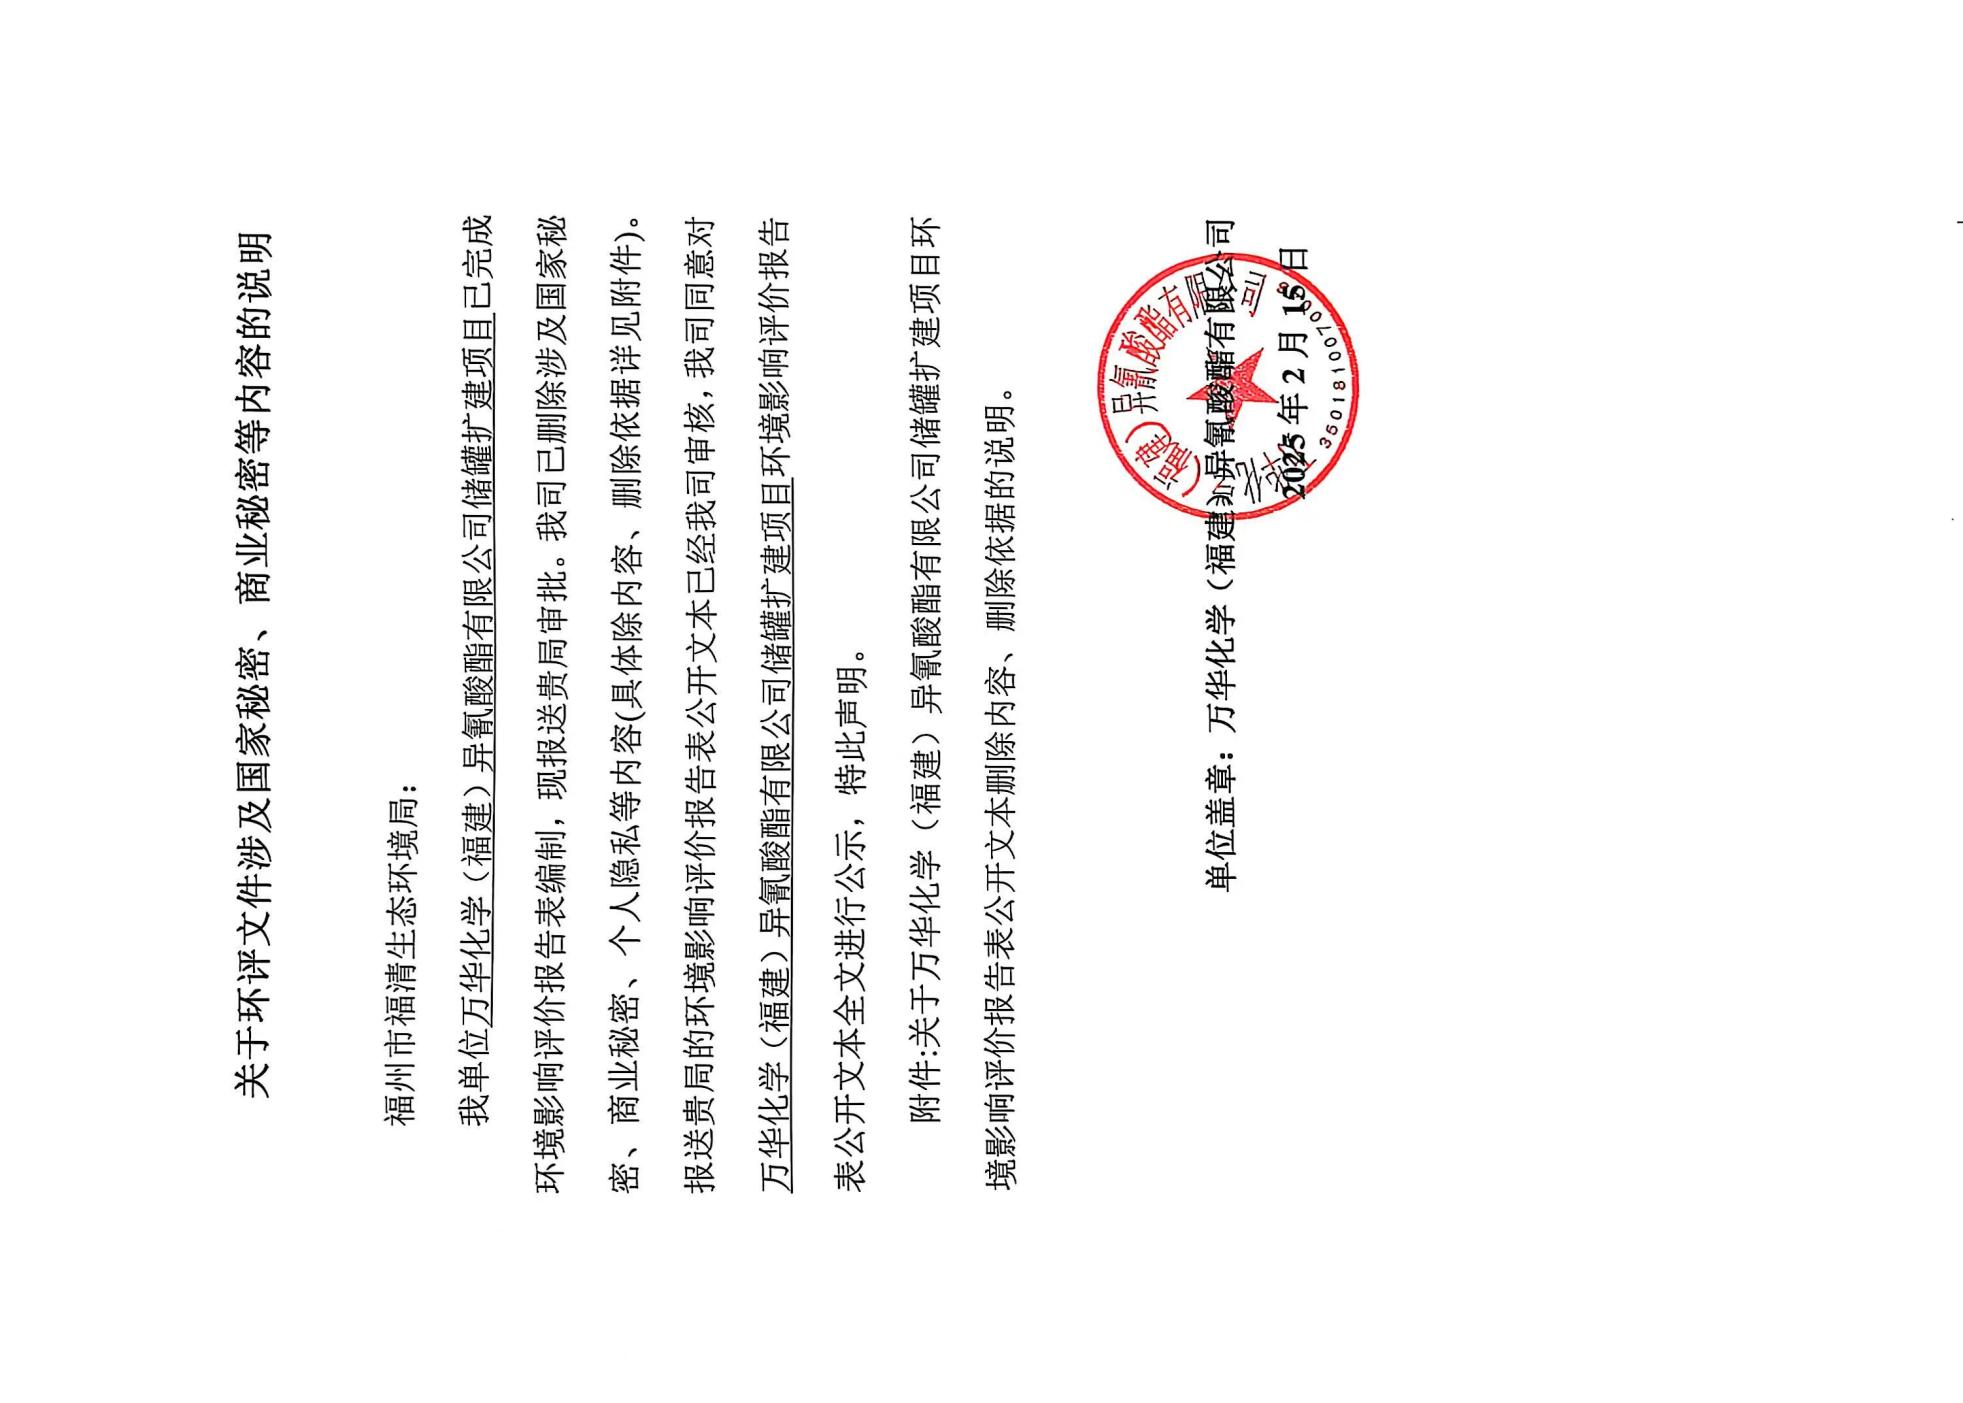 关于环评文件涉及国家秘密、商业秘密等内容的说明
福州市福清生态环境局：
我单位万华化学（福建）异氰酸酯有限公司储罐扩建项目已完成
环境影响评价报告表编制，现报送贵局审批。我司已删除涉及国家秘
密、商业秘密、个人隐私等内容(具体除内容、删除依据详见附件)。
报送贵局的环境影响评价报告表公开文本已经我司审核，我司同意对
万华化学（福建）异氰酸酯有限公司储罐扩建项目环境影响评价报告
表公开文本全文进行公示，特此声明。
附件:关于万华化学（福建）异氰酸酯有限公司储罐扩建项目环
境影响评价报告表公开文本删除内容、删除依据的说明。
单位盖章：万华化学（福建）异氰酸酯有限公司
2025年2月15日
（福建）异氰酸酯有限公司